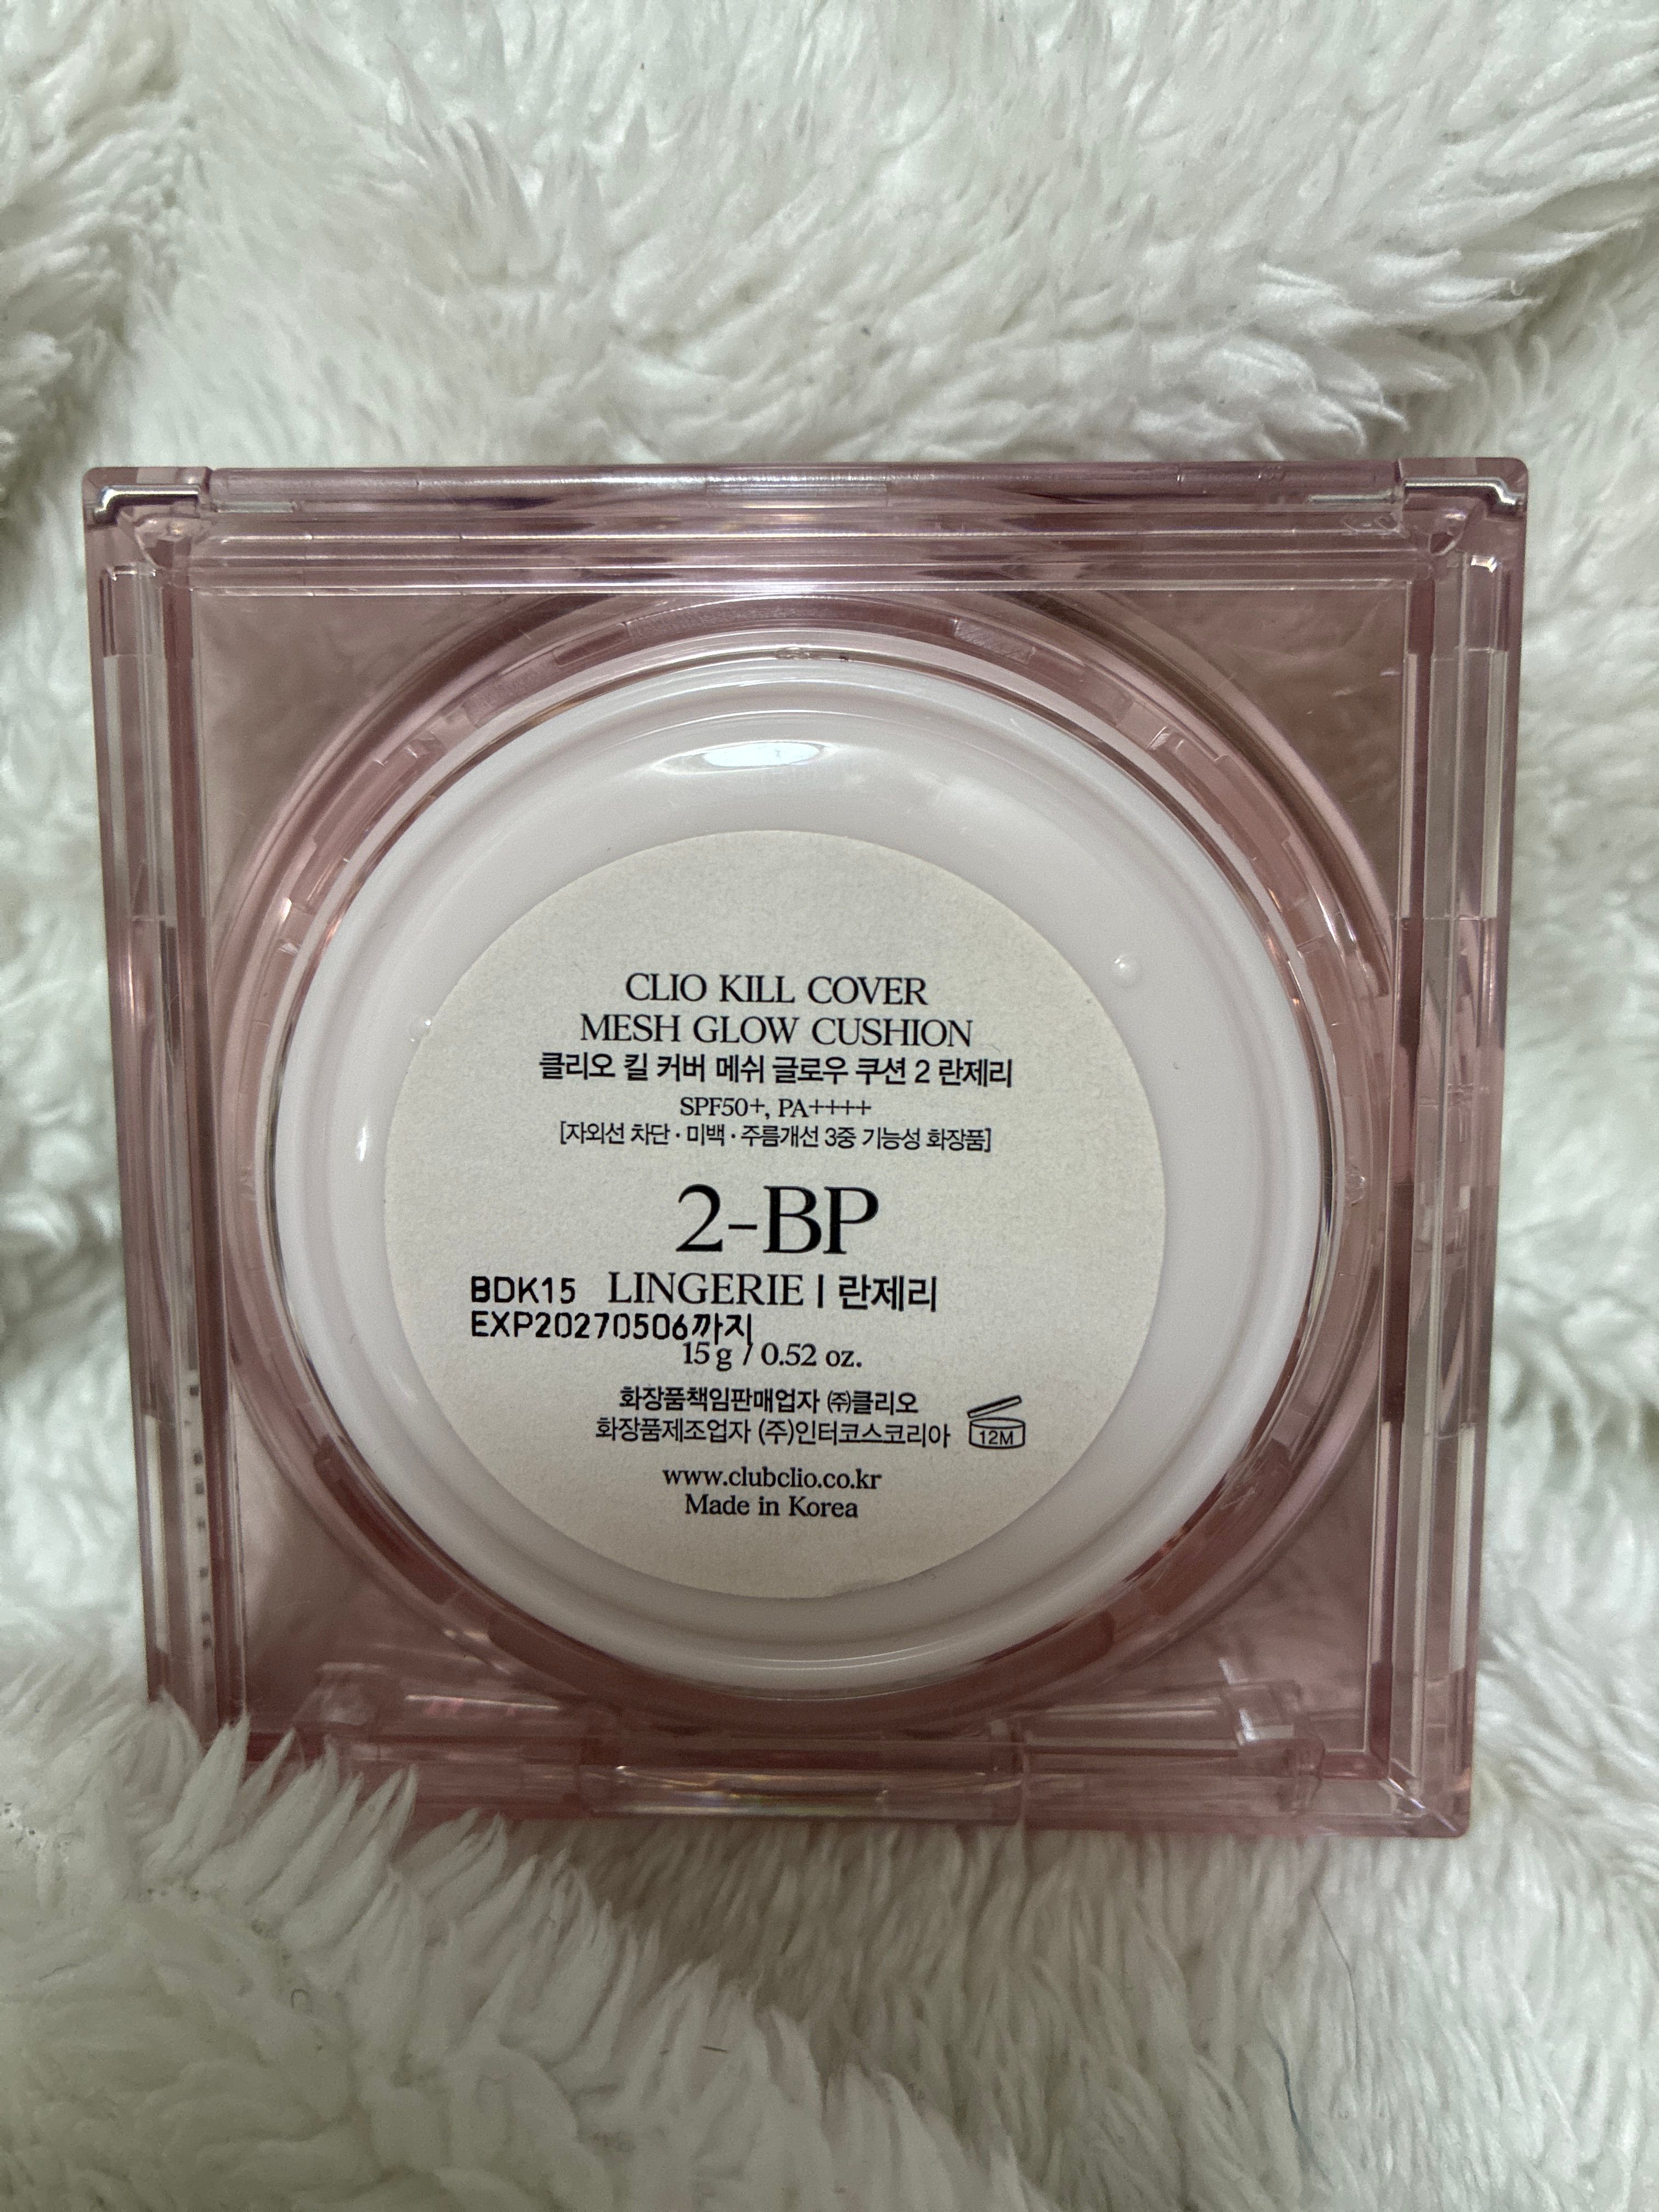 CLIO KILL COVER
MESH GLOW CUSHION
클리오 킬 커버 메쉬 글로우 쿠션 2 란제리
SPF50+, PA++++
[자외선 차단 · 미백 · 주름개선 3중 기능성 화장품]
2-BP
BDK15 LINGERIE | 란제리
EXP20270506까지
15 g / 0.52 oz.
화장품책임판매업자 ㈜클리오
화장품제조업자 (주)인터코스코리아
12M
www.clubclio.co.kr
Made in Korea